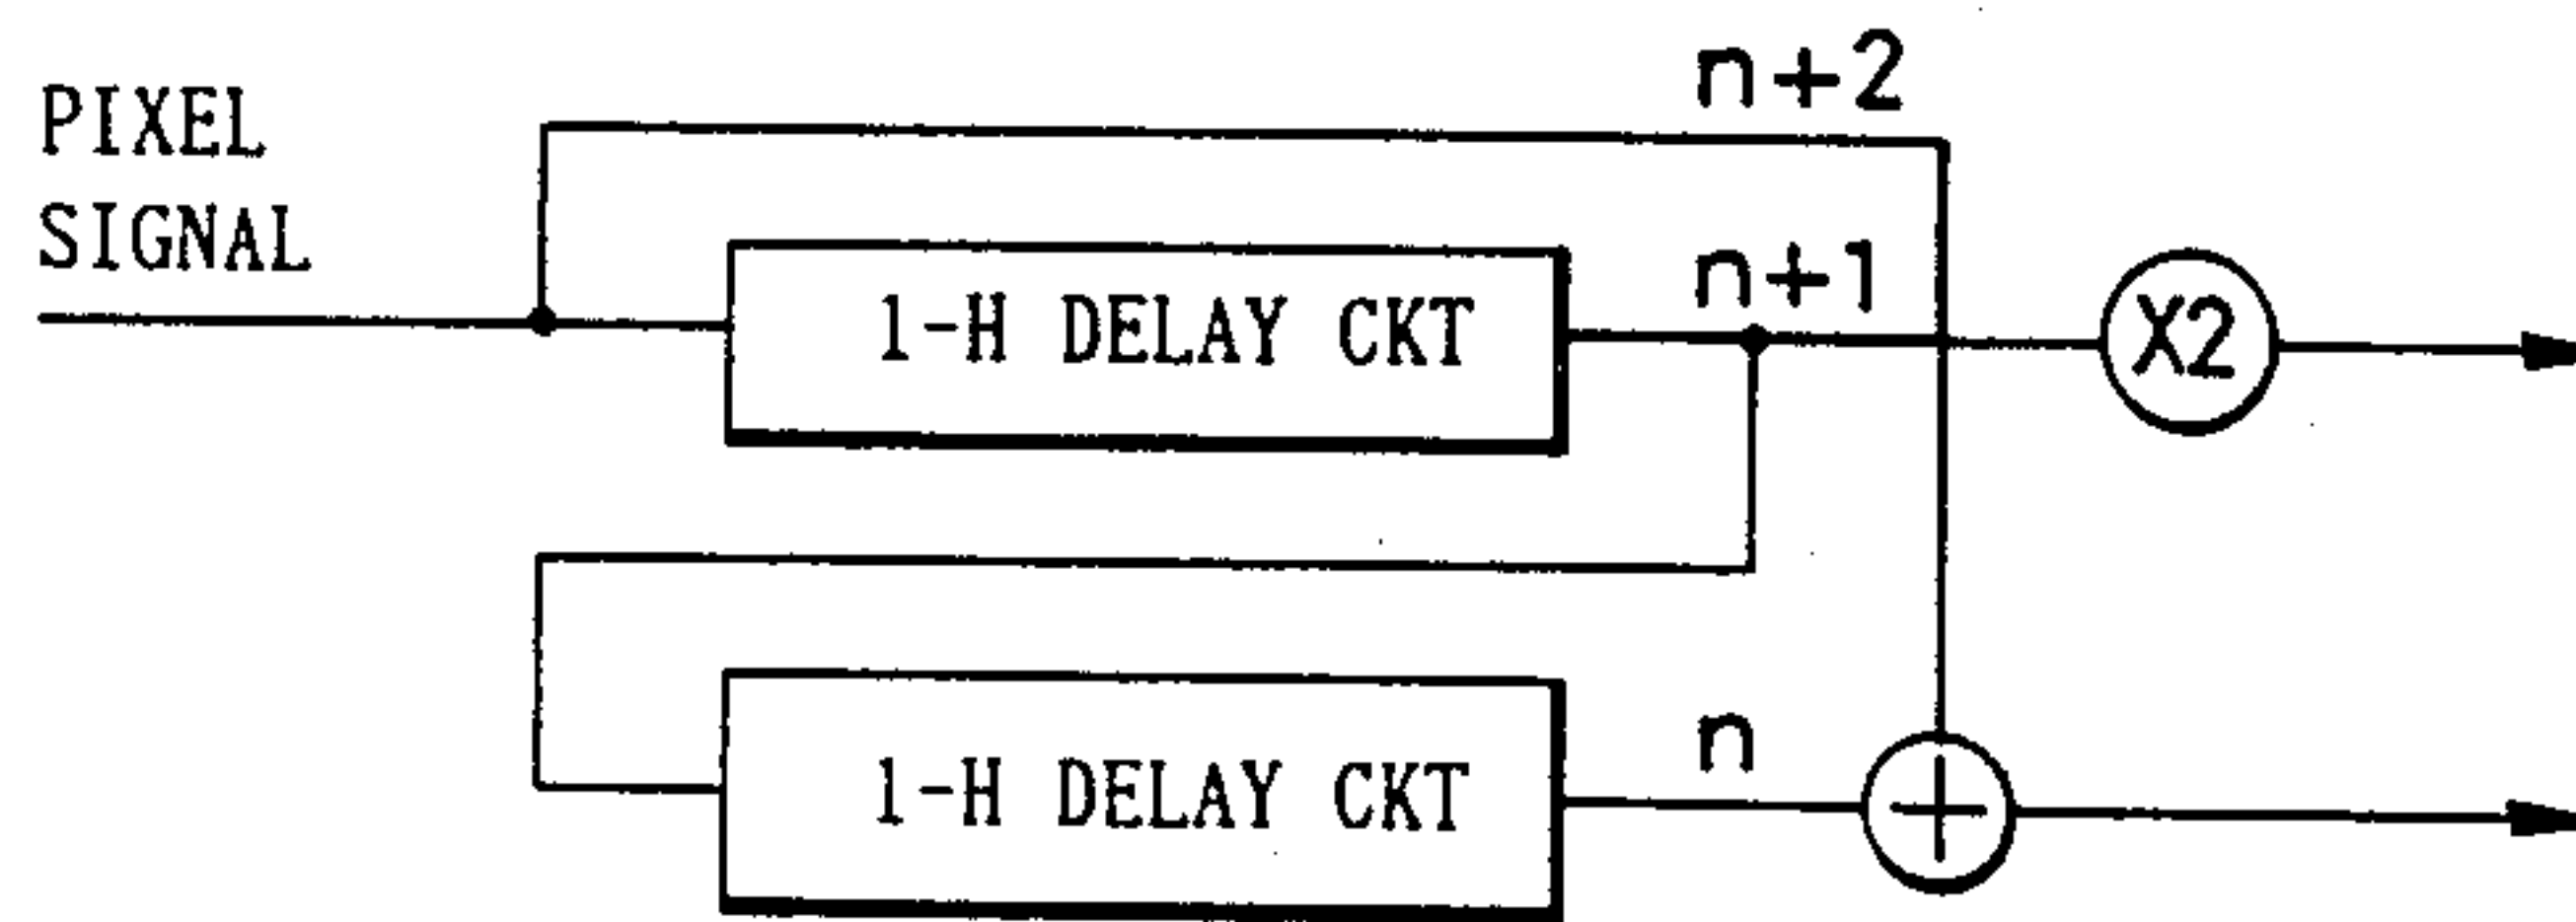 n+2
PIXEL
SIGNAL
n+1
1-H DELAY CKT
X2
n
1-H DELAY CKT
+